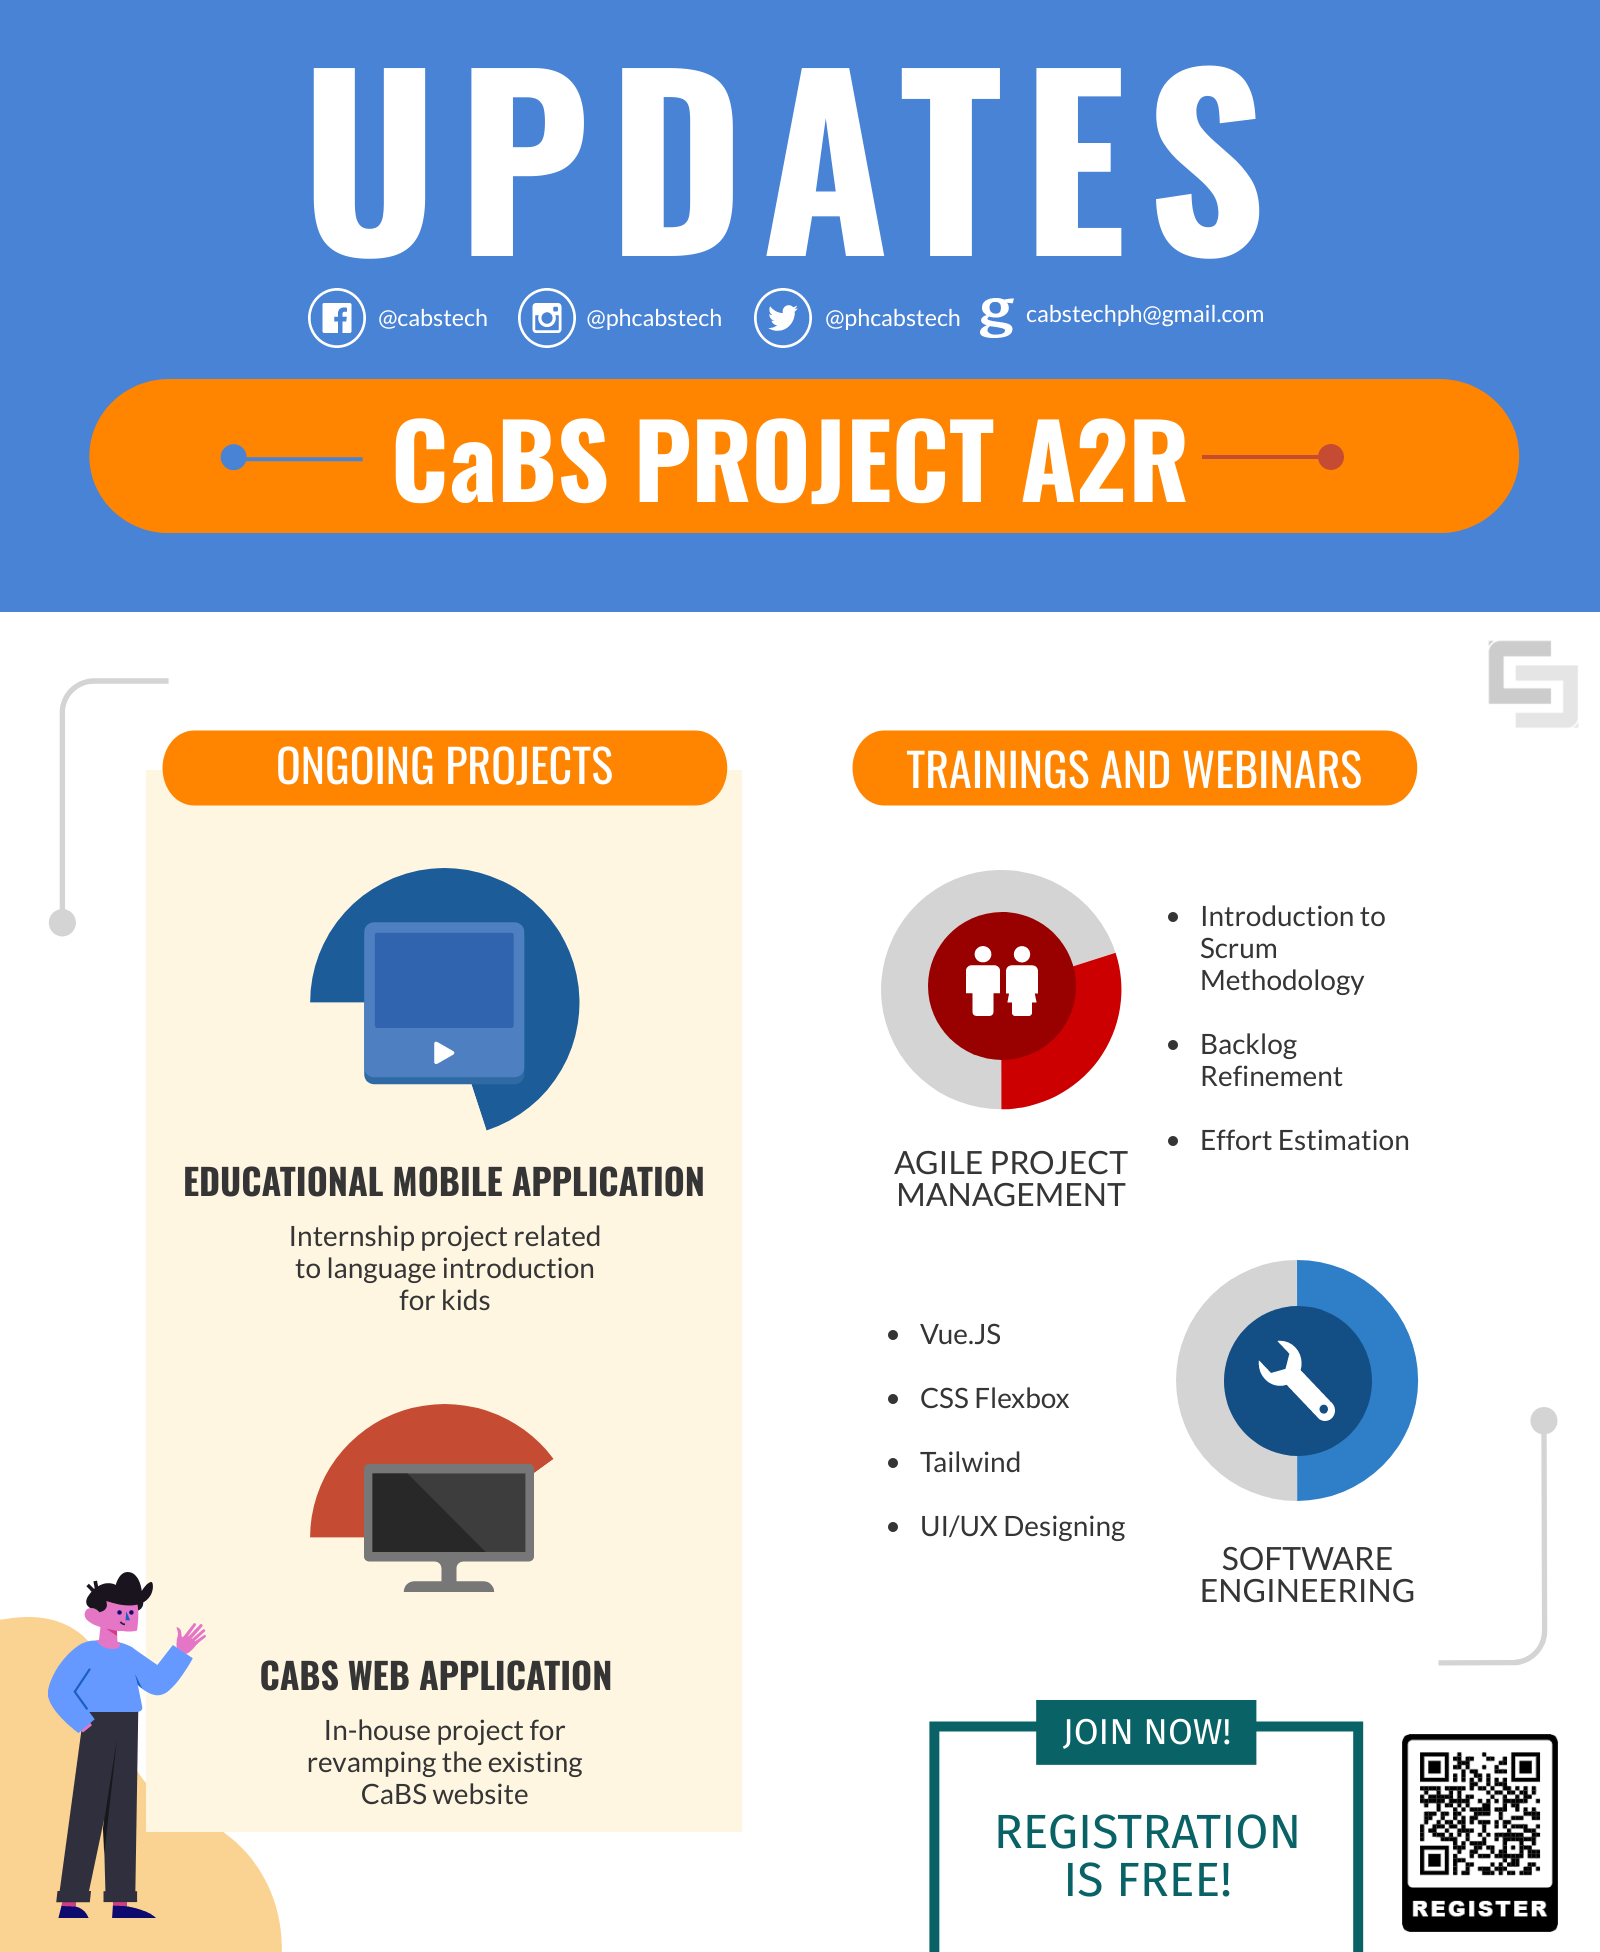 UPDATES
@cabstech @phcabstech @phcabstech g cabstechph@gmail.com
CaBS PROJECT A2R
ONGOING PROJECTS
EDUCATIONAL MOBILE APPLICATION
Internship project related
to language introduction
for kids
CABS WEB APPLICATION
In-house project for
revamping the existing
CaBS website
TRAININGS AND WEBINARS
AGILE PROJECT
MANAGEMENT
• Introduction to
Scrum
Methodology
• Backlog
Refinement
• Effort Estimation
• Vue.JS
• CSS Flexbox
• Tailwind
• UI/UX Designing
SOFTWARE
ENGINEERING
JOIN NOW!
REGISTRATION
IS FREE!
REGISTER